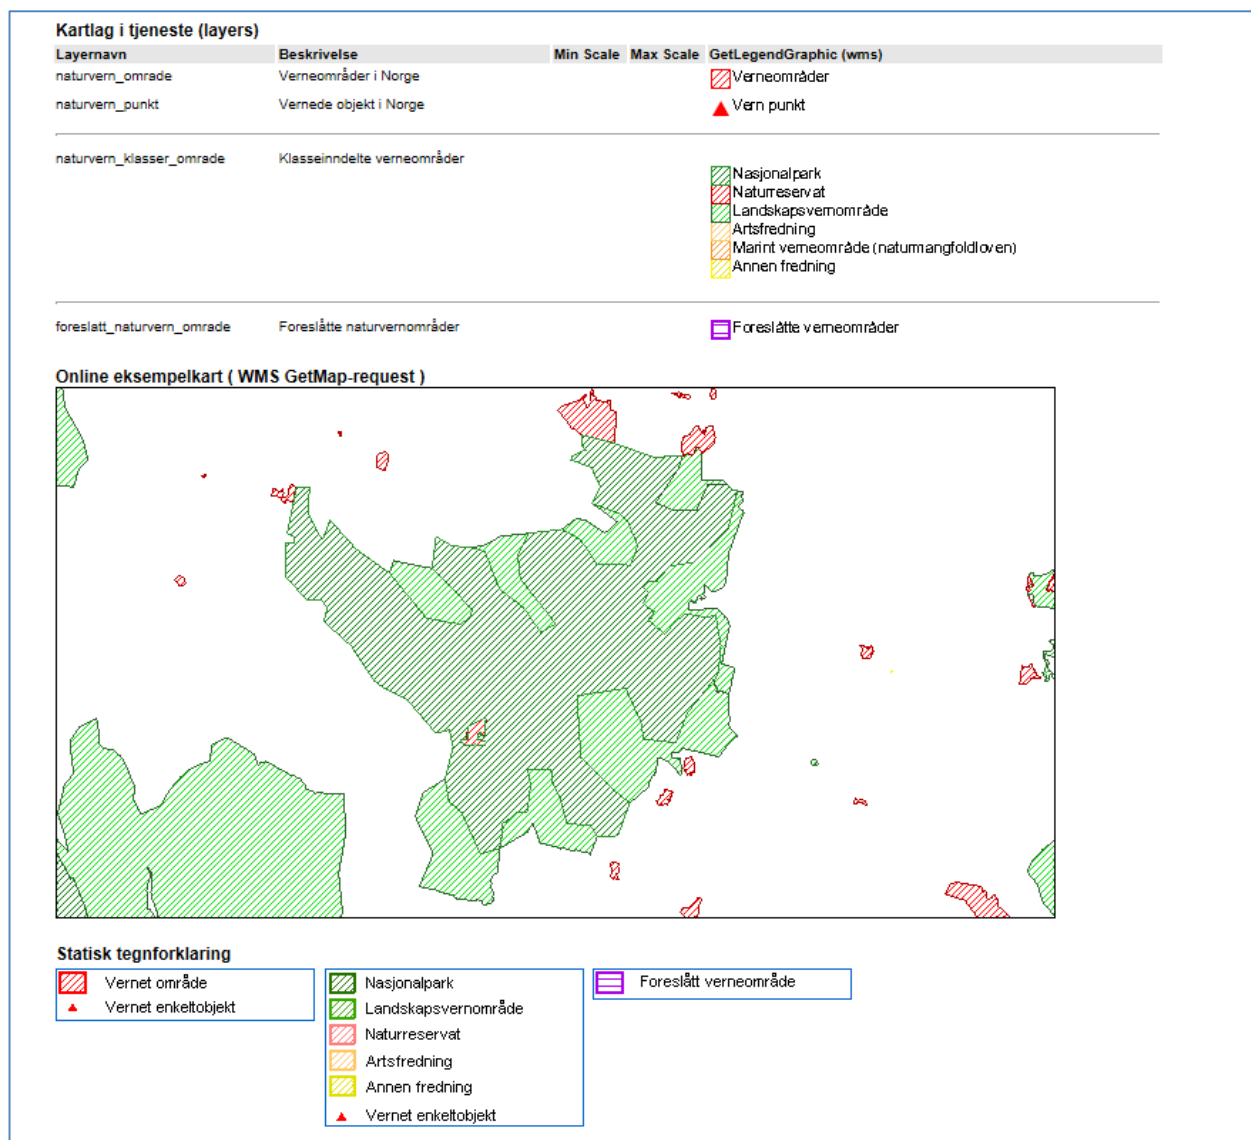 Kartlag i tjeneste (layers)
Layernavn Beskrivelse Min Scale Max Scale GetLegendGraphic (wms)
naturvern_omrade Verneområder i Norge Verneområder
naturvern_punkt Vernede objekt i Norge Vern punkt
naturvern_klasser_omrade Klasseinndelte verneområder
Nasjonalpark
Naturreservat
Landskapsvernområde
Artsfredning
Marint verneområde (naturmangfoldloven)
Annen fredning
foreslatt_naturvern_omrade Foreslåtte naturvernområder Foreslåtte verneområder
Online eksempelkart ( WMS GetMap-request )
Statisk tegnforklaring
Vernet område
Vernet enkeltobjekt
Nasjonalpark
Landskapsvernområde
Naturreservat
Artsfredning
Annen fredning
Vernet enkeltobjekt
Foreslått verneområde